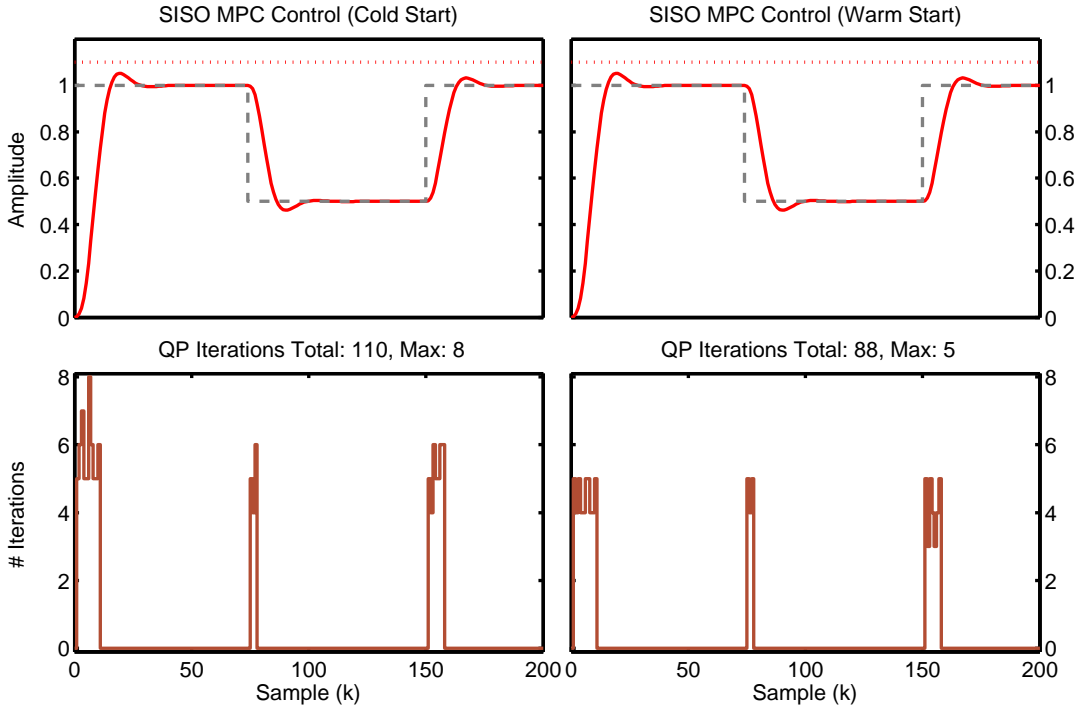 SISO MPC Control (Cold Start)
SISO MPC Control (Warm Start)
Amplitude
1
0.8
0.6
0.4
0.2
0
1
0.8
0.6
0.4
0.2
0
QP Iterations Total: 110, Max: 8
QP Iterations Total: 88, Max: 5
# Iterations
8
6
4
2
0
8
6
4
2
0
0 50 100 150 200
0 50 100 150 200
Sample (k)
Sample (k)